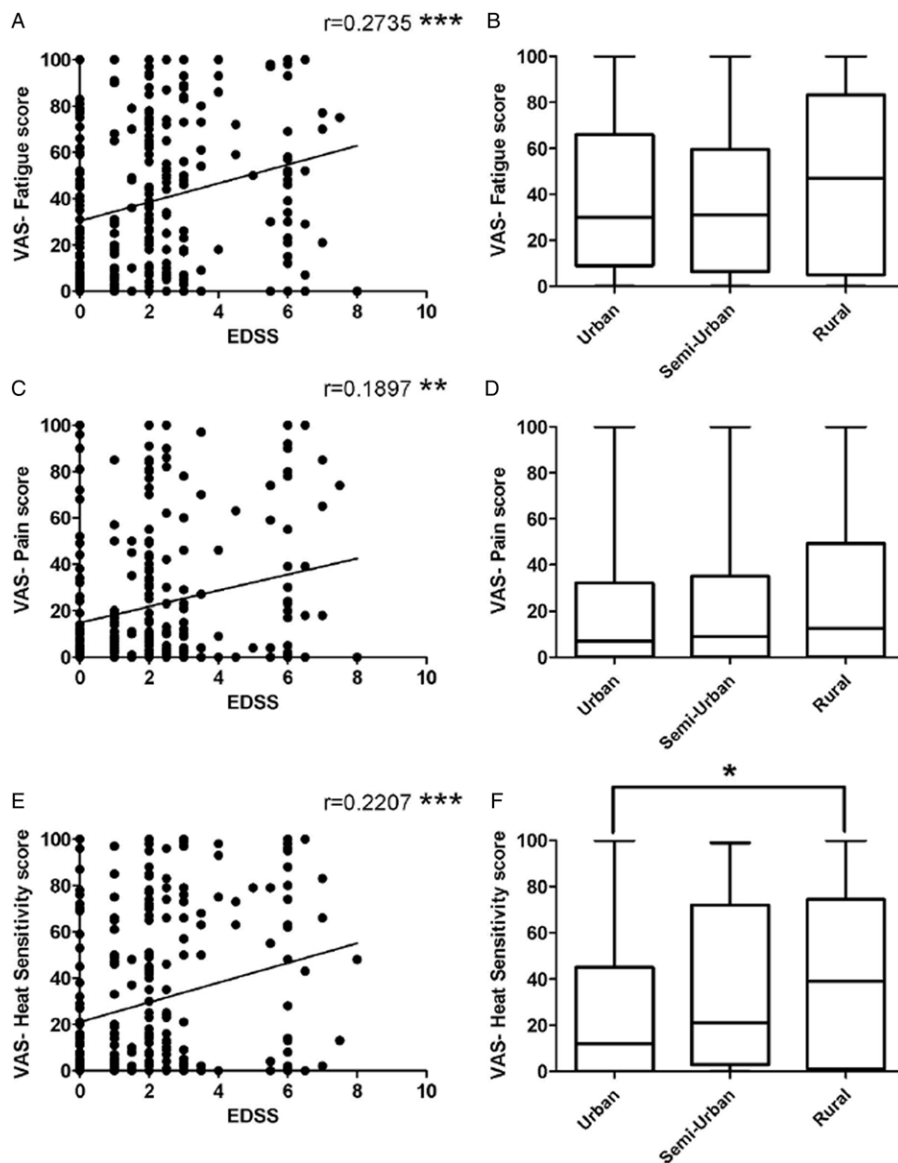 A
r=0.2735 ***
VAS- Fatigue score
100
80
60
40
20
0
0 2 4 6 8 10
EDSS
B
VAS- Fatigue score
100
80
60
40
20
0
Urban
Semi-Urban
Rural
C
r=0.1897 **
VAS- Pain score
100
80
60
40
20
0
0 2 4 6 8 10
EDSS
D
VAS- Pain score
100
80
60
40
20
0
Urban
Semi-Urban
Rural
E
r=0.2207 ***
VAS- Heat Sensitivity score
100
80
60
40
20
0
0 2 4 6 8 10
EDSS
F
*
VAS- Heat Sensitivity score
100
80
60
40
20
0
Urban
Semi-Urban
Rural